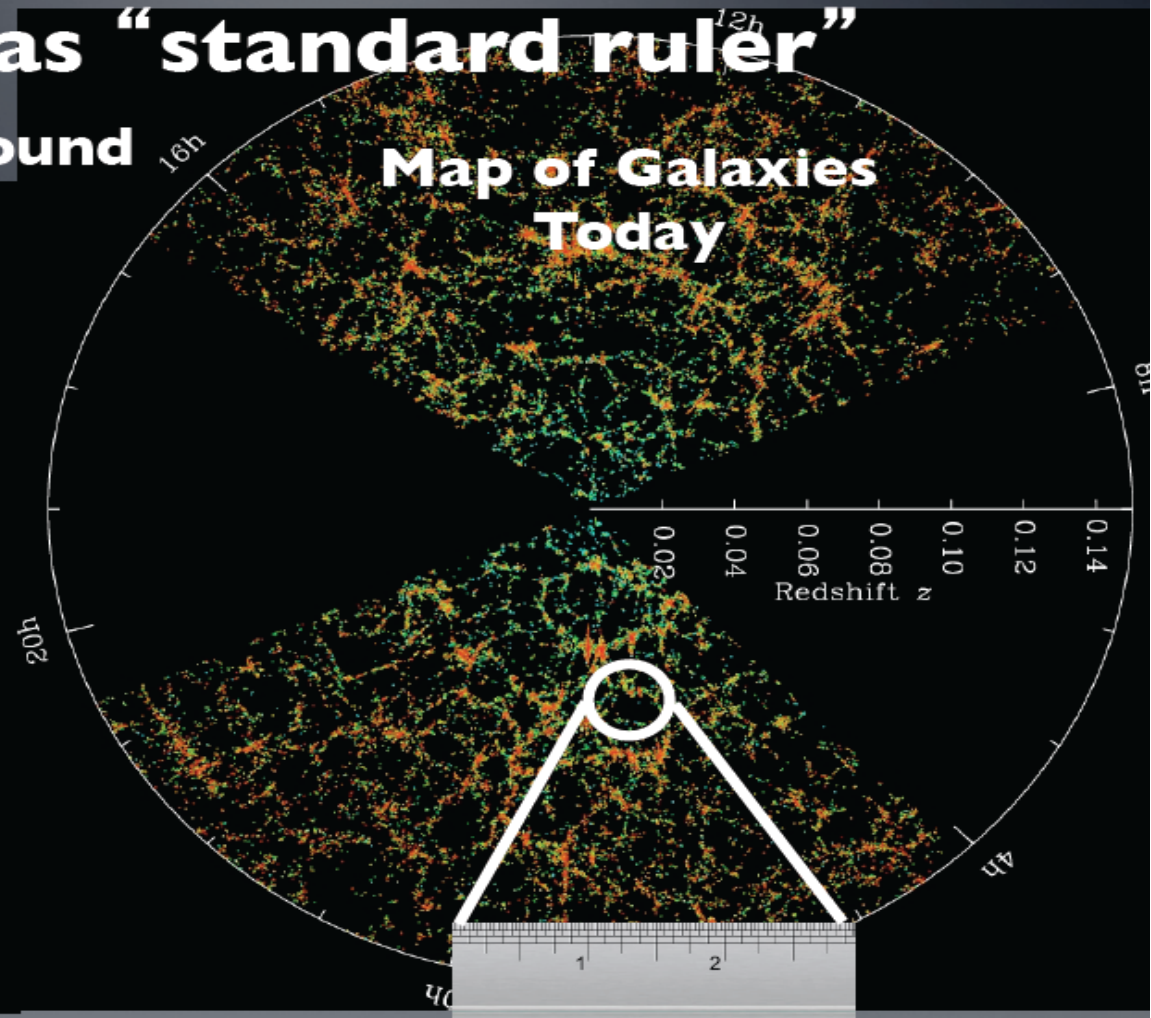 as “standard ruler”
12h
ound
16h
Map of Galaxies
Today
8h
0.02 0.04 0.06 0.08 0.10 0.12 0.14
Redshift z
20h
4h
0h
1 2